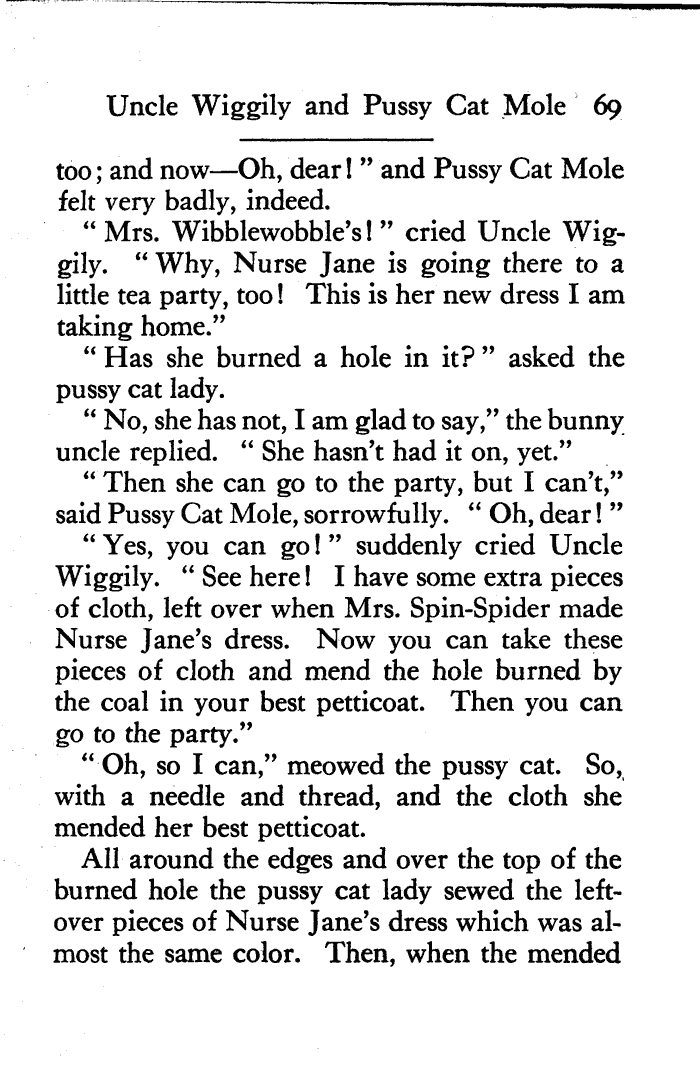 Uncle Wiggily and Pussy Cat Mole 69
too; and now—Oh, dear!” and Pussy Cat Mole
felt very badly, indeed.
“Mrs. Wibblewobble's!” cried Uncle Wig-
gily. “Why, Nurse Jane is going there to a
little tea party, too! This is her new dress I am
taking home.”
“Has she burned a hole in it?” asked the
pussy cat lady.
“No, she has not, I am glad to say,” the bunny
uncle replied. “She hasn't had it on, yet.”
“Then she can go to the party, but I can't,”
said Pussy Cat Mole, sorrowfully. “Oh, dear!”
“Yes, you can go!” suddenly cried Uncle
Wiggily. “See here! I have some extra pieces
of cloth, left over when Mrs. Spin-Spider made
Nurse Jane's dress. Now you can take these
pieces of cloth and mend the hole burned by
the coal in your best petticoat. Then you can
go to the party.”
“Oh, so I can,” meowed the pussy cat. So,
with a needle and thread, and the cloth she
mended her best petticoat.
All around the edges and over the top of the
burned hole the pussy cat lady sewed the left-
over pieces of Nurse Jane's dress which was al-
most the same color. Then, when the mended